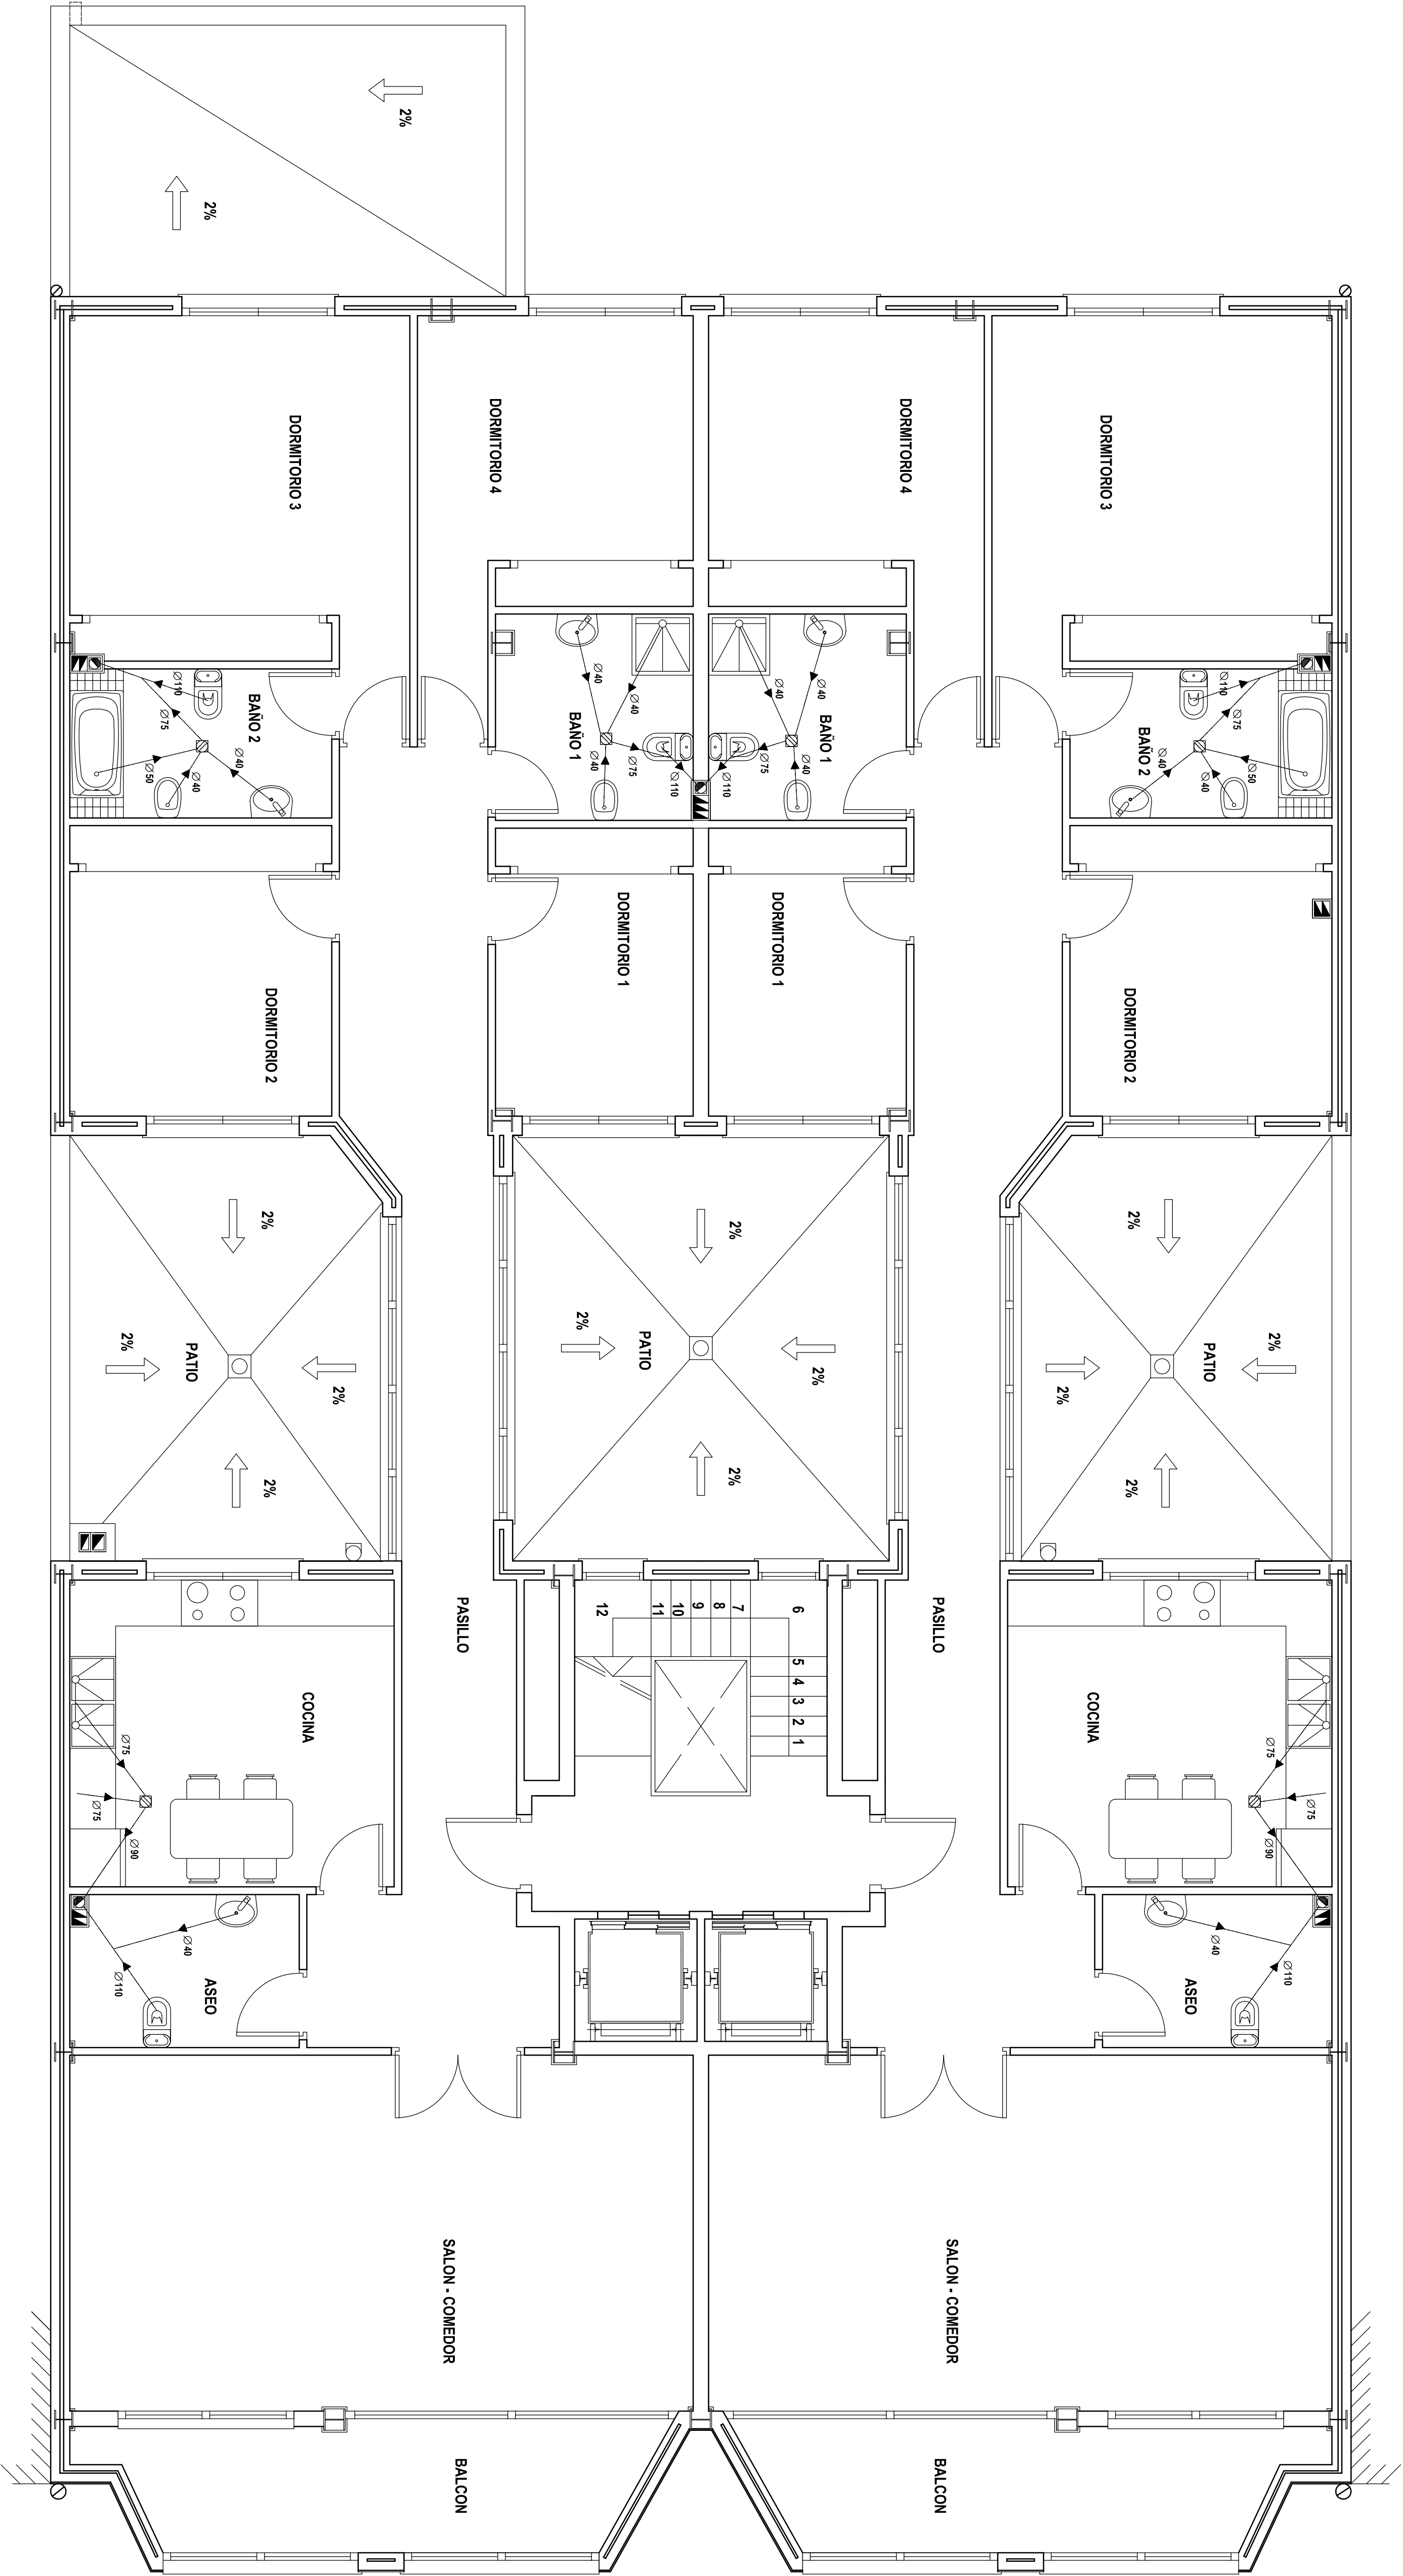 2%
2%
DORMITORIO 3
DORMITORIO 4
DORMITORIO 4
DORMITORIO 3
BAÑO 2
Ø110
Ø75
Ø50
Ø40
Ø40
BAÑO 1
Ø40
Ø40
Ø40
Ø75
Ø110
BAÑO 1
Ø40
Ø40
Ø40
Ø75
Ø110
BAÑO 2
Ø110
Ø75
Ø50
Ø40
Ø40
DORMITORIO 2
DORMITORIO 1
DORMITORIO 1
DORMITORIO 2
2%
2%
PATIO
2%
2%
2%
2%
PATIO
2%
2%
2%
2%
PATIO
2%
2%
PASILLO
12
11
10
9
8
7
6
5
4
3
2
1
PASILLO
COCINA
Ø75
Ø75
Ø90
COCINA
Ø75
Ø75
Ø90
ASEO
Ø40
Ø110
ASEO
Ø40
Ø110
SALON - COMEDOR
SALON - COMEDOR
BALCON
BALCON